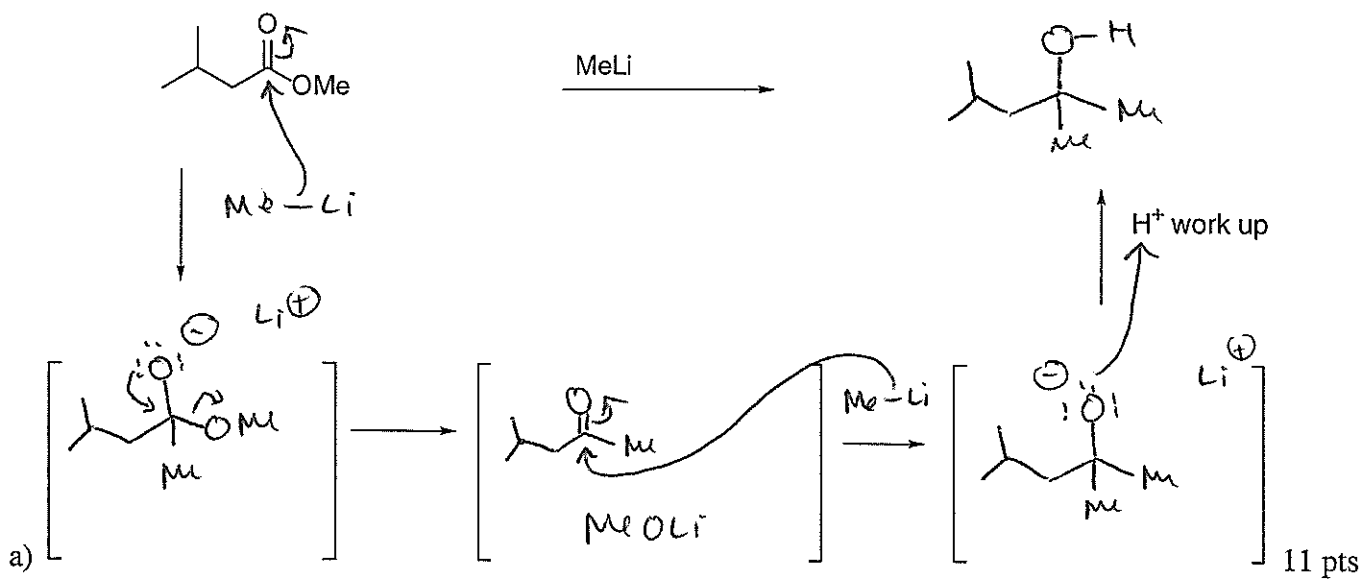 O
OMe
MeLi
O-H
Me
Me
Me-Li
H+ work up
Li⊕
⊖
O
OMe
Me
O
Me
MeOLi
Me-Li
⊖
Li⊕
O
Me
Me
a)
11 pts